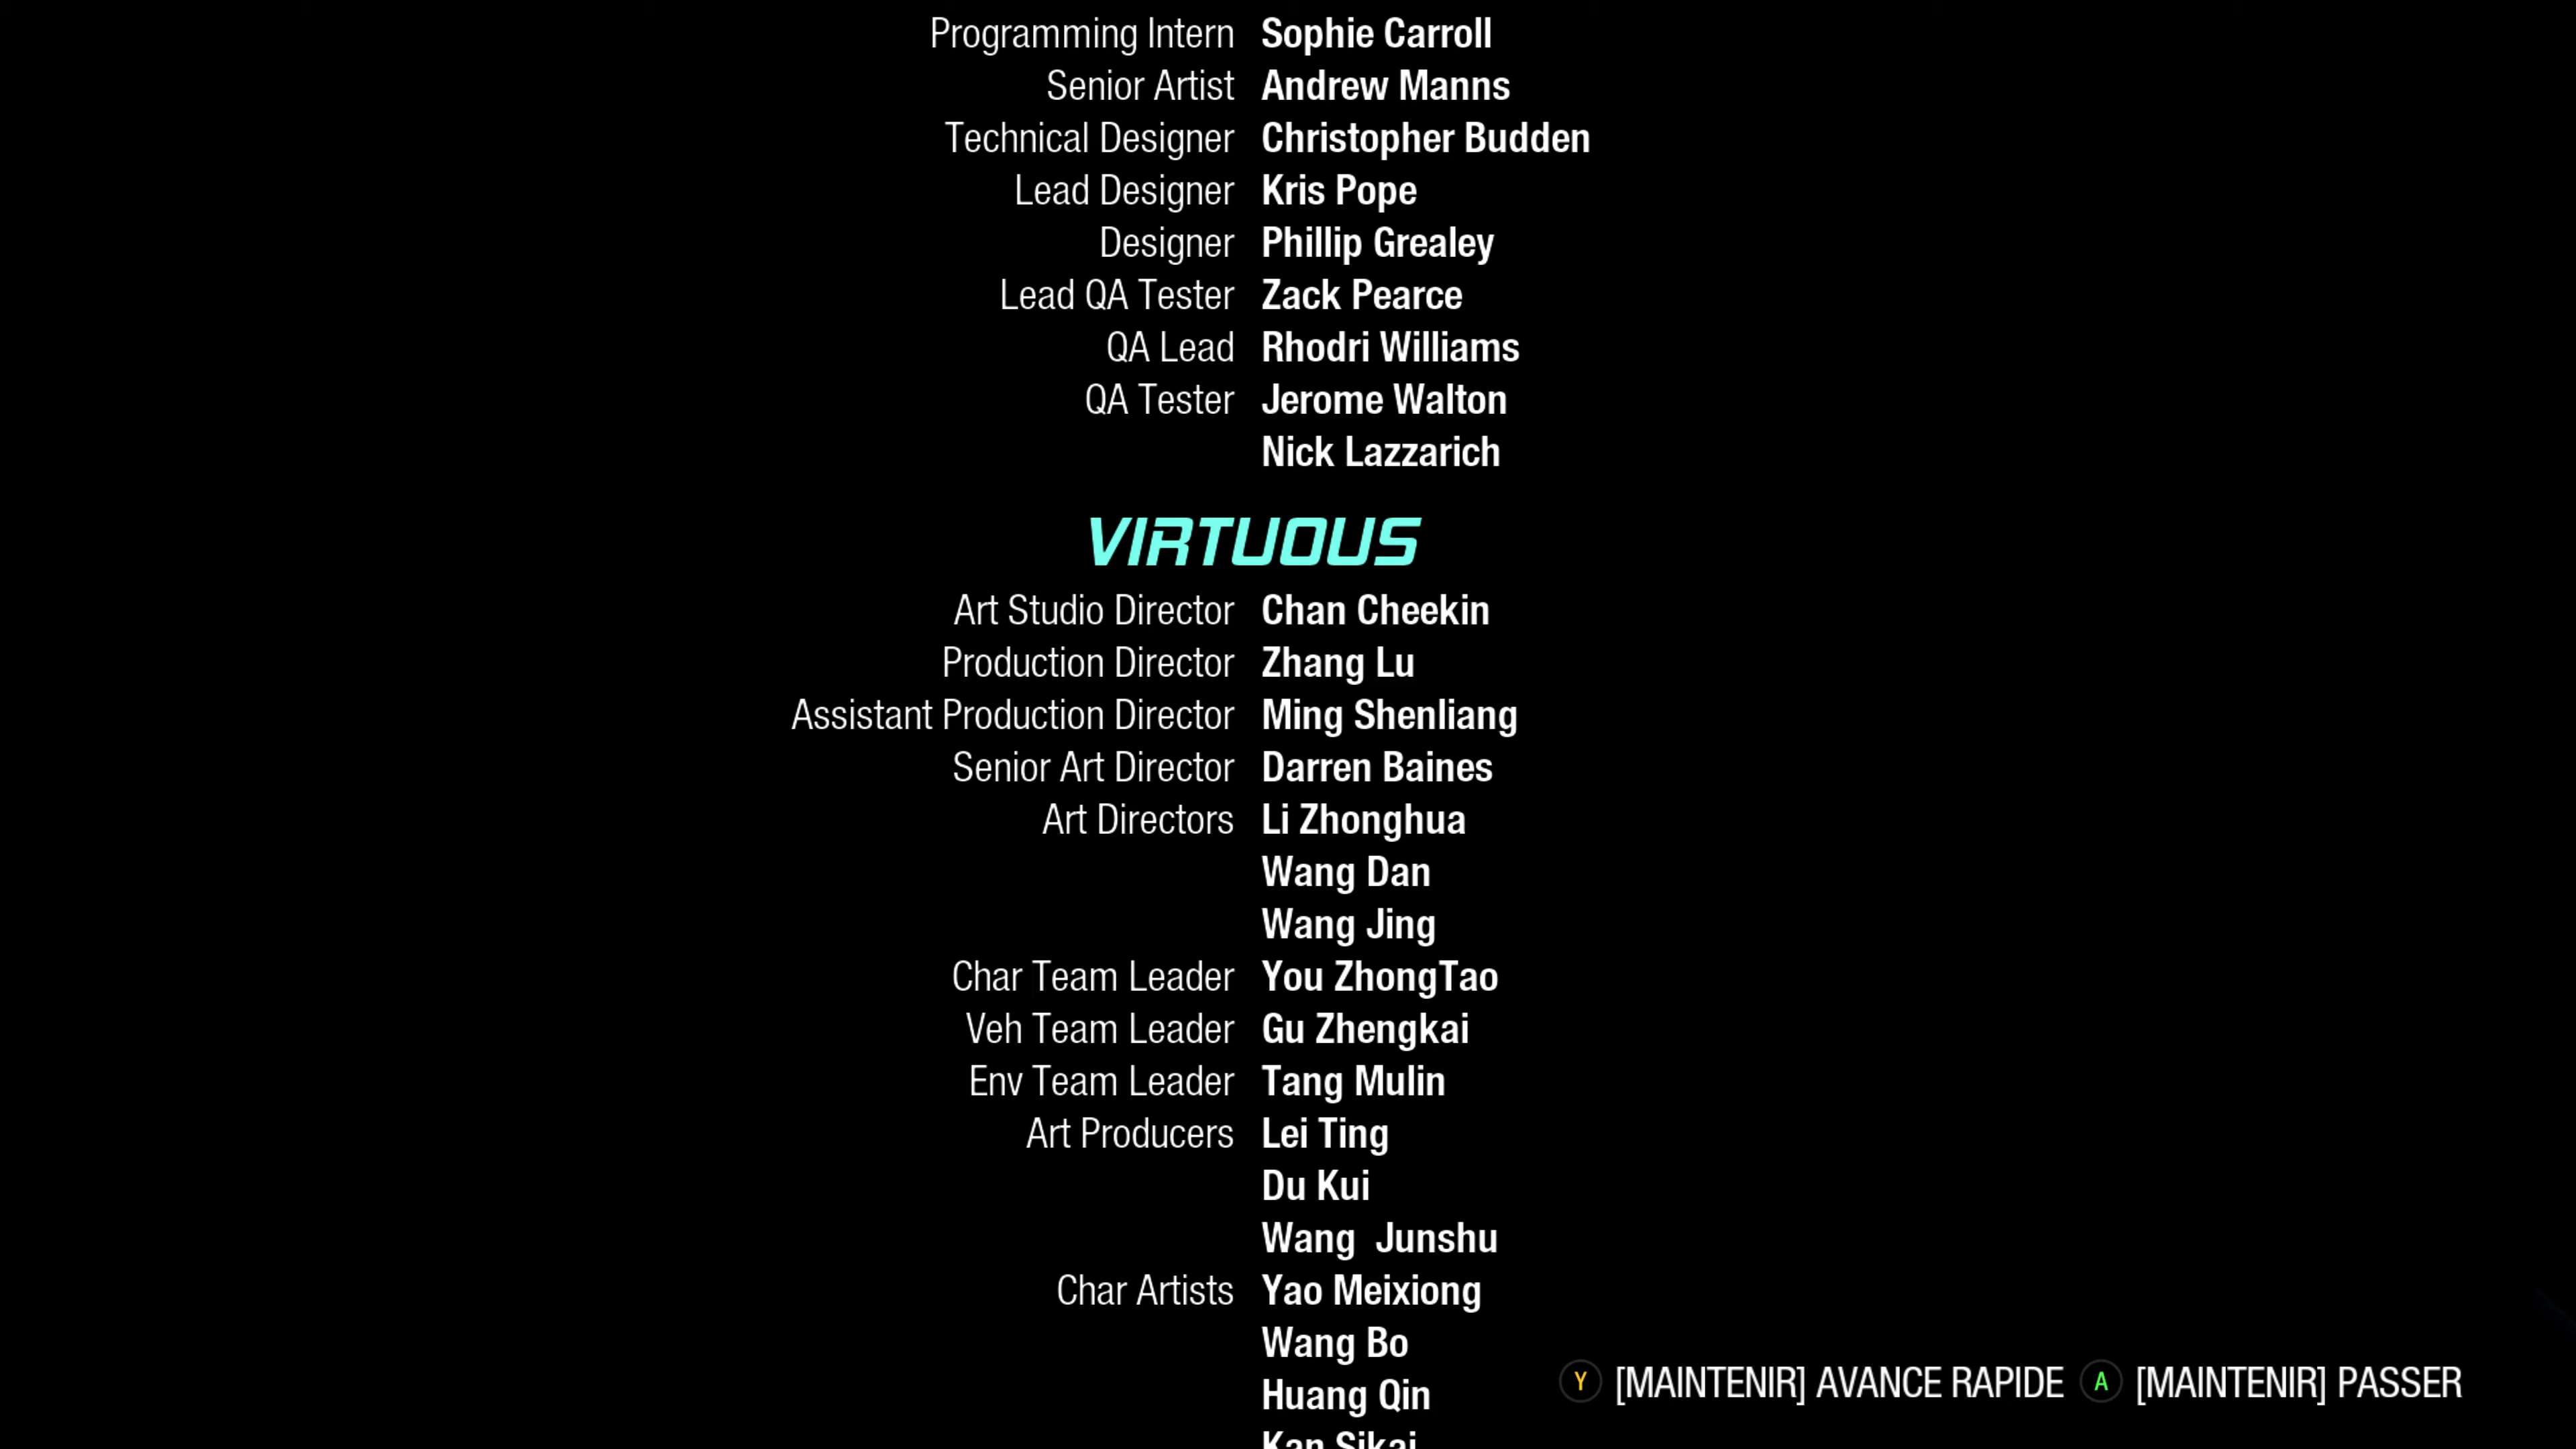 Programming Intern Sophie Carroll
Senior Artist Andrew Manns
Technical Designer Christopher Budden
Lead Designer Kris Pope
Designer Phillip Grealey
Lead QA Tester Zack Pearce
QA Lead Rhodri Williams
QA Tester Jerome Walton
Nick Lazzarich
VIRTUOUS
Art Studio Director Chan Cheekin
Production Director Zhang Lu
Assistant Production Director Ming Shenliang
Senior Art Director Darren Baines
Art Directors Li Zhonghua
Wang Dan
Wang Jing
Char Team Leader You ZhongTao
Veh Team Leader Gu Zhengkai
Env Team Leader Tang Mulin
Art Producers Lei Ting
Du Kui
Wang  Junshu
Char Artists Yao Meixiong
Wang Bo
Huang Qin
Kan Sikai
Y [MAINTENIR] AVANCE RAPIDE A [MAINTENIR] PASSER